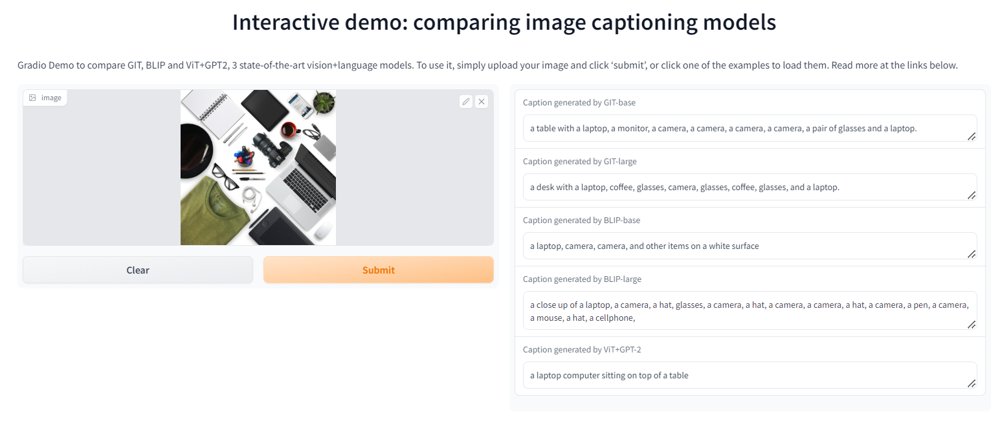 Interactive demo: comparing image captioning models
Gradio Demo to compare GIT, BLIP and ViT+GPT2, 3 state-of-the-art vision+language models. To use it, simply upload your image and click ‘submit’, or click one of the examples to load them. Read more at the links below.
image
Clear
Submit
Caption generated by GIT-base
a table with a laptop, a monitor, a camera, a camera, a camera, a camera, a pair of glasses and a laptop.
Caption generated by GIT-large
a desk with a laptop, coffee, glasses, camera, glasses, coffee, glasses, and a laptop.
Caption generated by BLIP-base
a laptop, camera, camera, and other items on a white surface
Caption generated by BLIP-large
a close up of a laptop, a camera, a hat, glasses, a camera, a hat, a camera, a camera, a hat, a camera, a pen, a camera,
a mouse, a hat, a cellphone,
Caption generated by ViT+GPT-2
a laptop computer sitting on top of a table